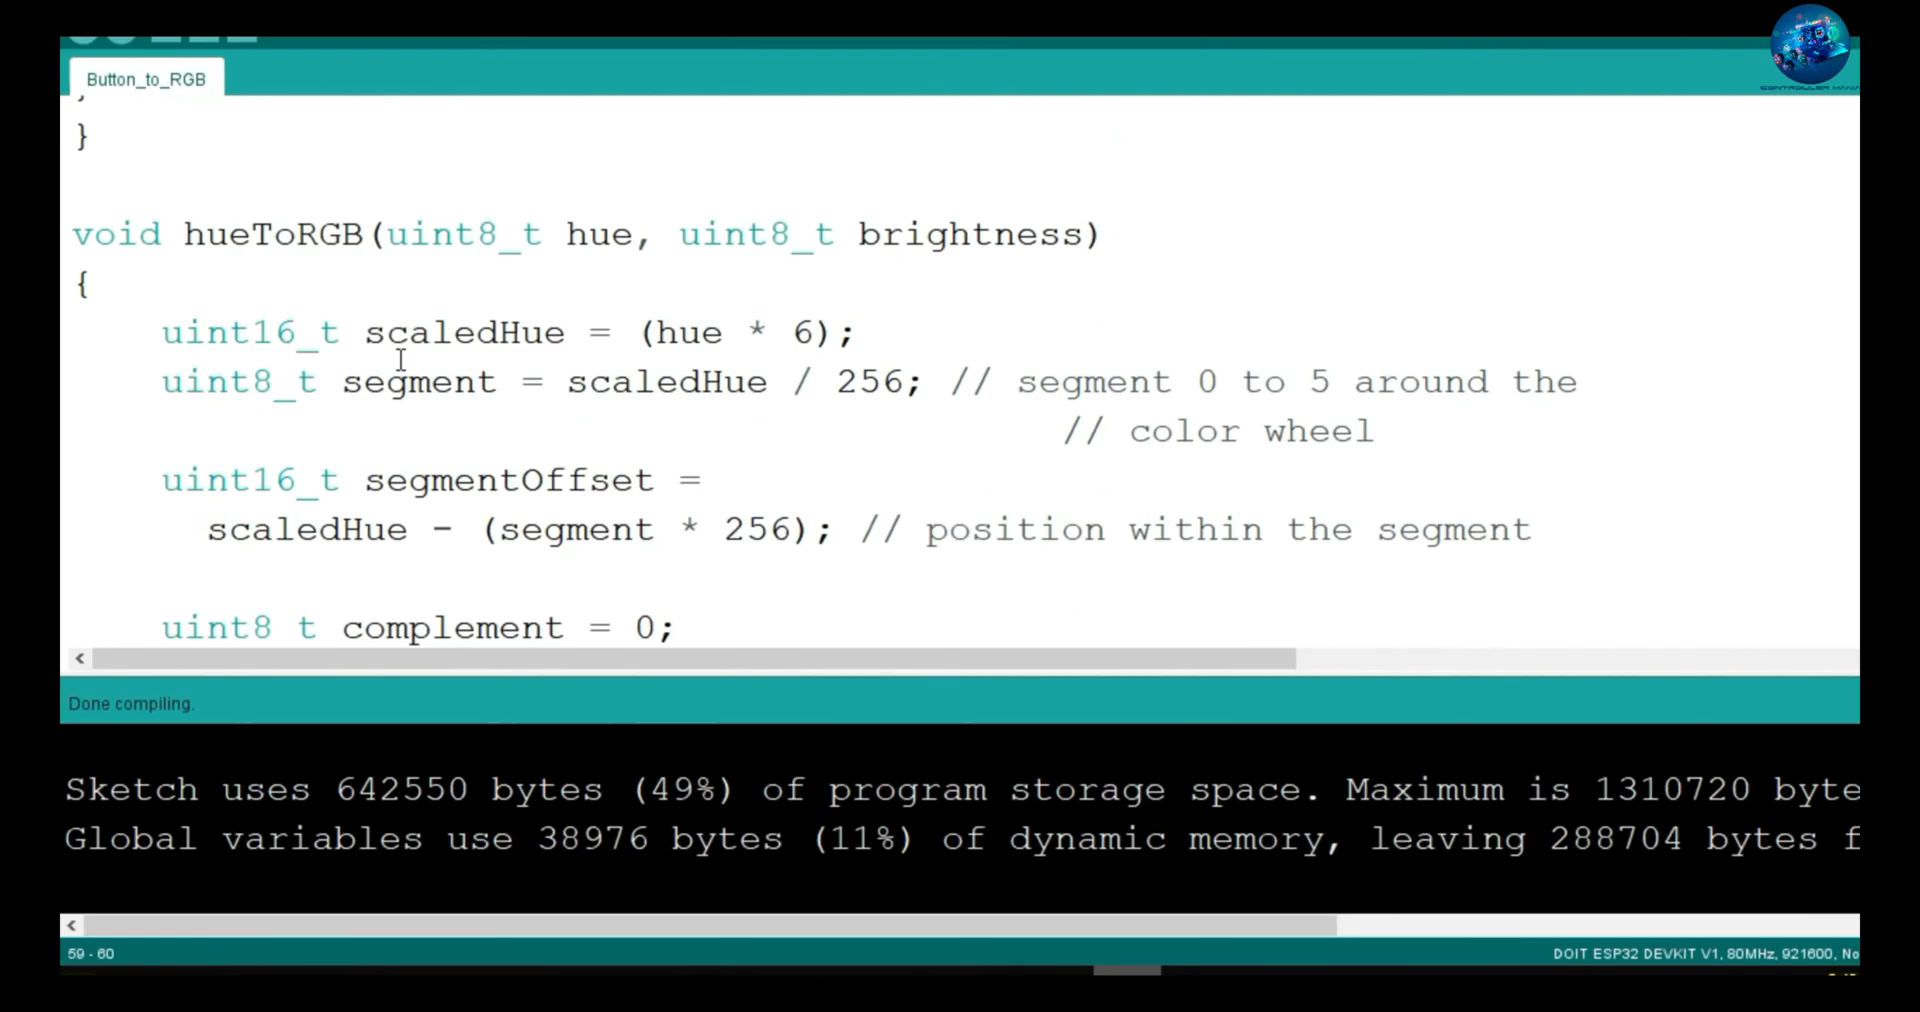 CONTROLLER MANIA
Button_to_RGB
}
}
void hueToRGB(uint8_t hue, uint8_t brightness)
{
uint16_t scaledHue = (hue * 6);
uint8_t segment = scaledHue / 256; // segment 0 to 5 around the
// color wheel
uint16_t segmentOffset =
scaledHue - (segment * 256); // position within the segment
uint8_t complement = 0;
Done compiling.
Sketch uses 642550 bytes (49%) of program storage space. Maximum is 1310720 byte
Global variables use 38976 bytes (11%) of dynamic memory, leaving 288704 bytes f
59 - 60
DOIT ESP32 DEVKIT V1, 80MHz, 921600, No